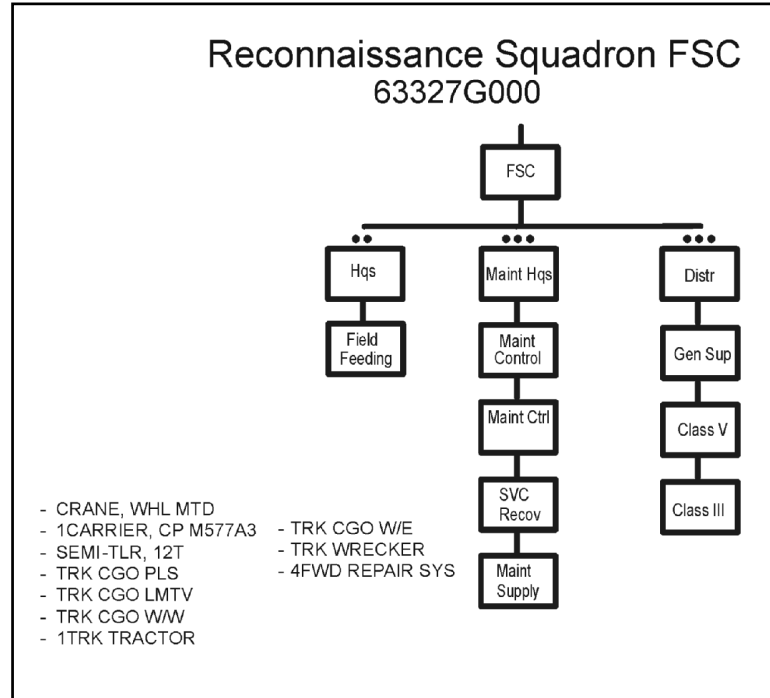 Reconnaissance Squadron FSC
63327G000
FSC
Hqs
Field
Feeding
Maint Hqs
Maint
Control
Maint Ctrl
SVC
Recov
Maint
Supply
Distr
Gen Sup
Class V
Class III
- CRANE, WHL MTD
- 1CARRIER, CP M577A3
- SEMI-TLR, 12T
- TRK CGO PLS
- TRK CGO LMTV
- TRK CGO W/W
- 1TRK TRACTOR
- TRK CGO W/E
- TRK WRECKER
- 4FWD REPAIR SYS